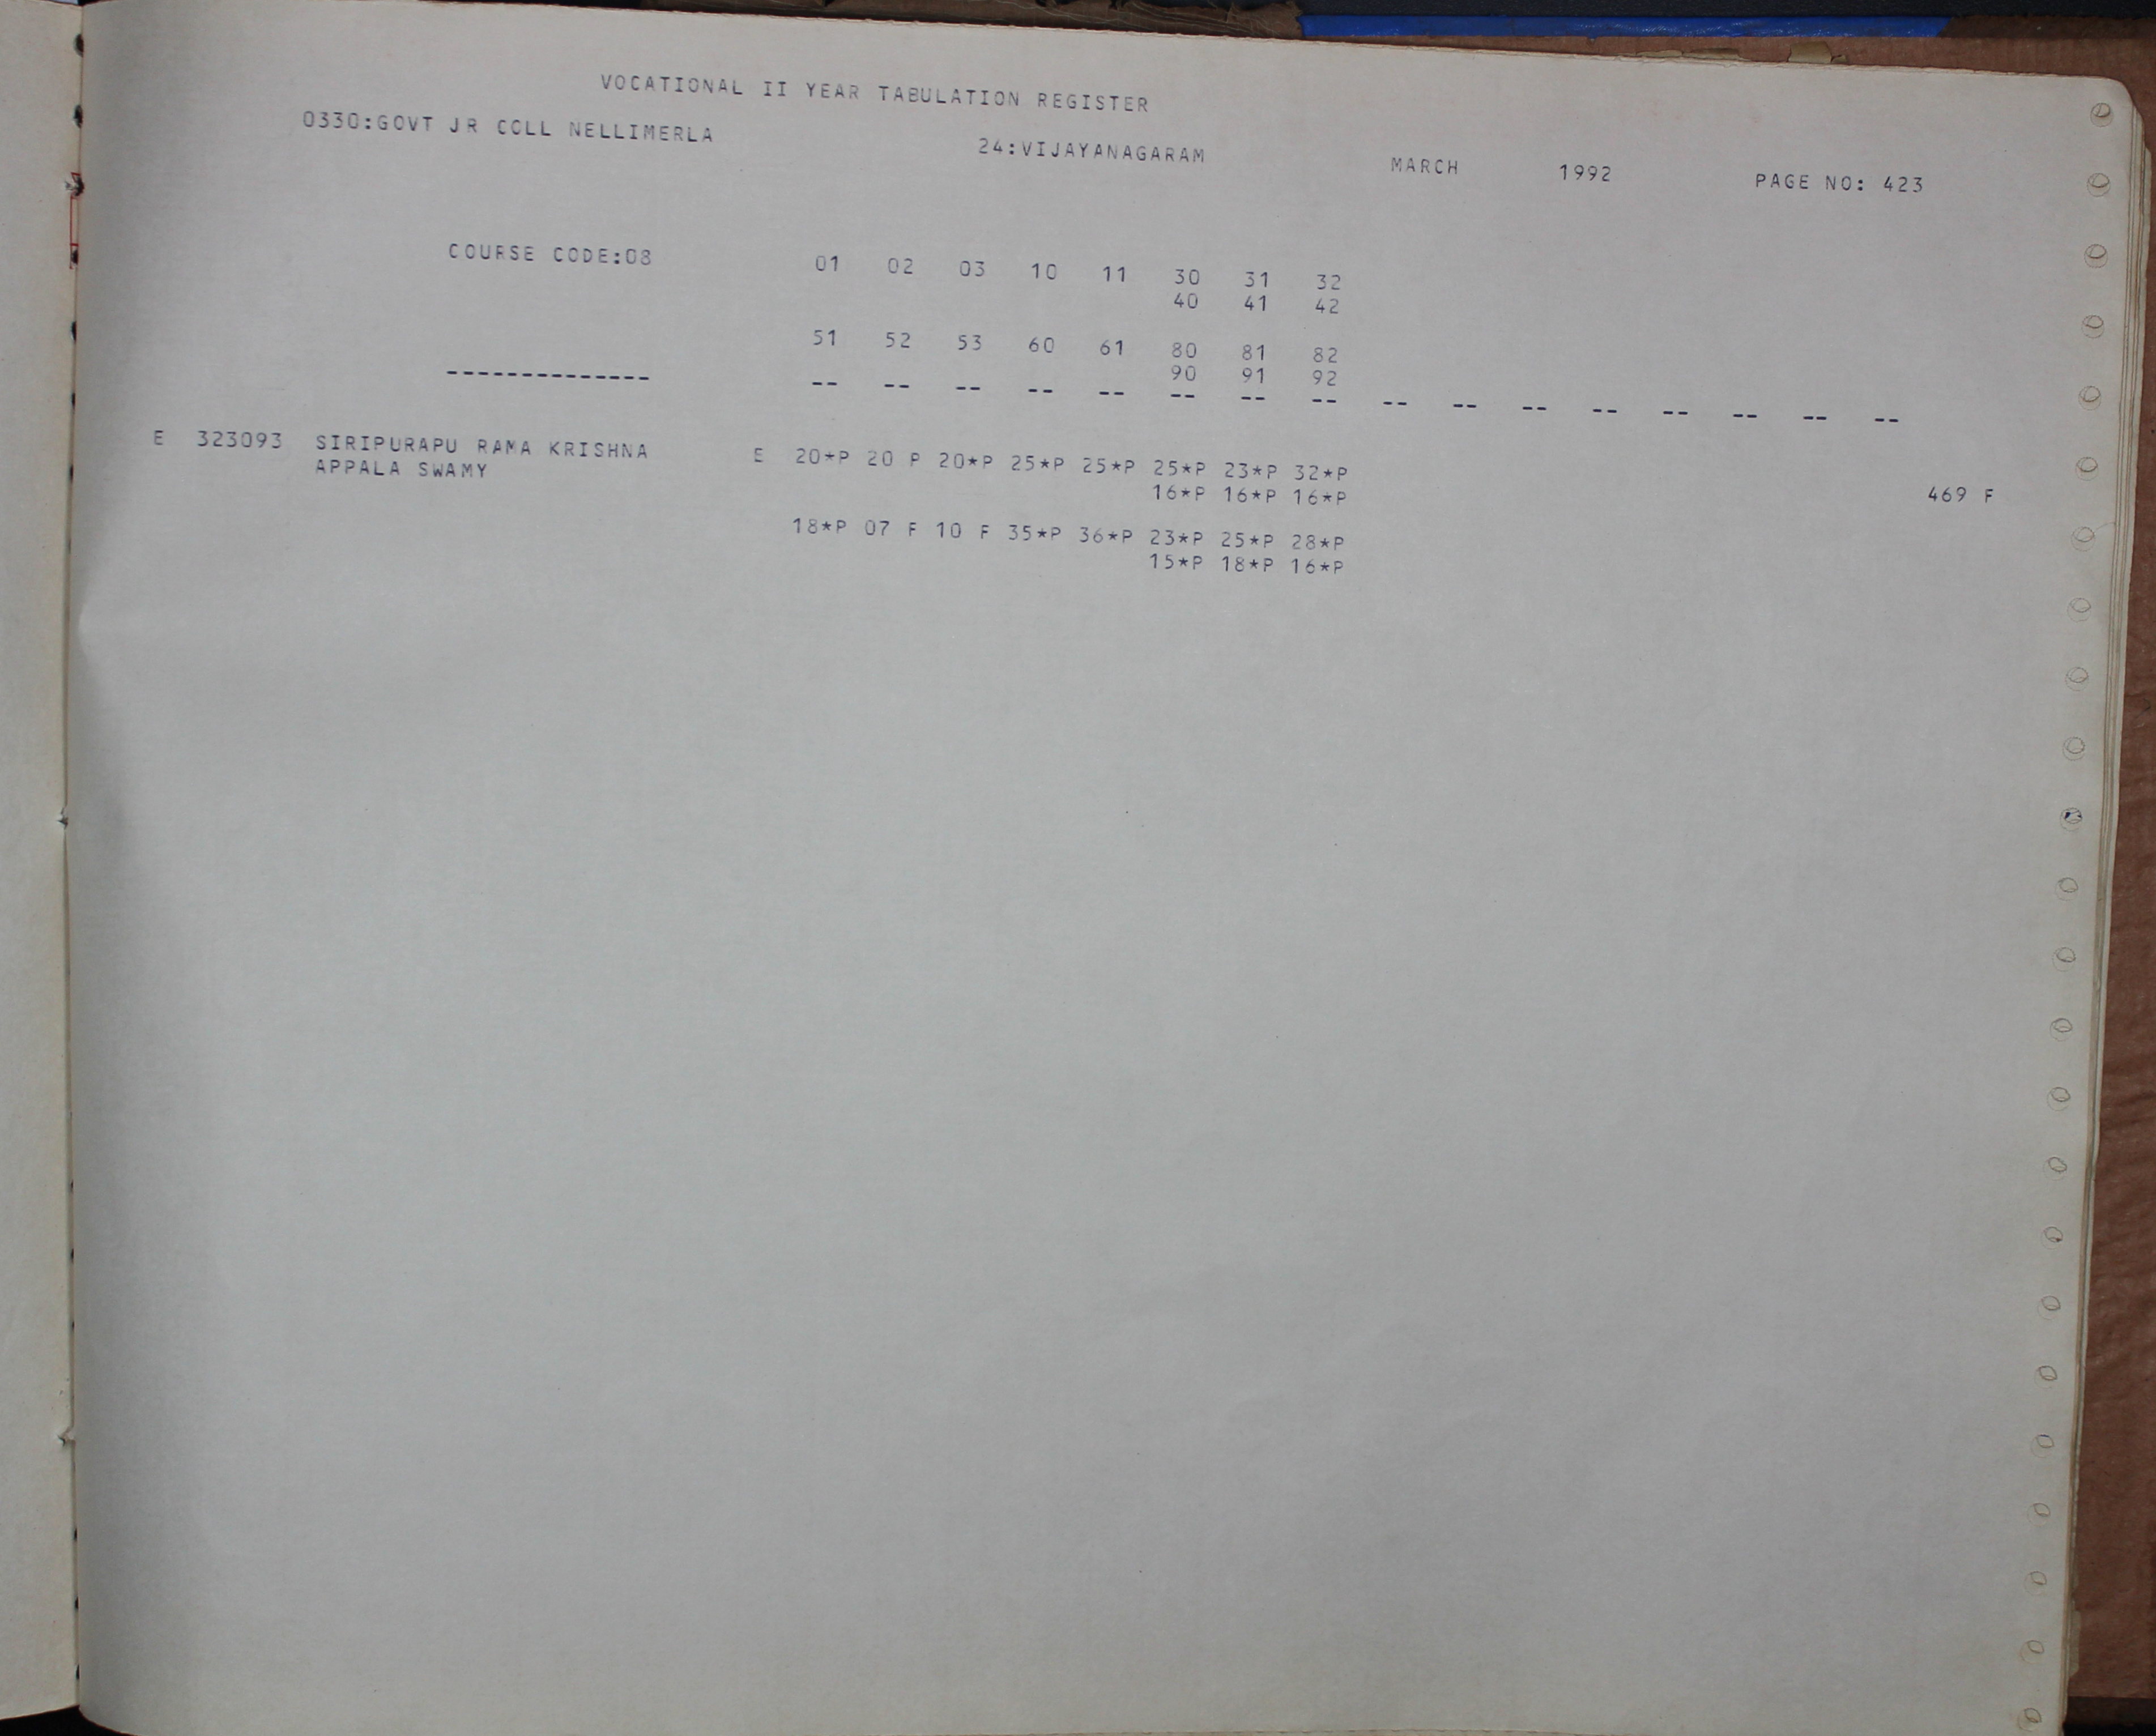 VOCATIONAL II YEAR TABULATION REGISTER
0330:GOVT JR COLL NELLIMERLA 24:VIJAYANAGARAM MARCH 1992 PAGE NO: 423
COURSE CODE:08 01 02 03 10 11 30 31 32
40 41 42
51 52 53 60 61 80 81 82
90 91 92
-------------- -- -- -- -- -- -- -- -- -- -- -- -- -- -- -- --
E 323093 SIRIPURAPU RAMA KRISHNA E 20*P 20 P 20*P 25*P 25*P 25*P 23*P 32*P
APPALA SWAMY 16*P 16*P 16*P 469 F
18*P 07 F 10 F 35*P 36*P 23*P 25*P 28*P
15*P 18*P 16*P